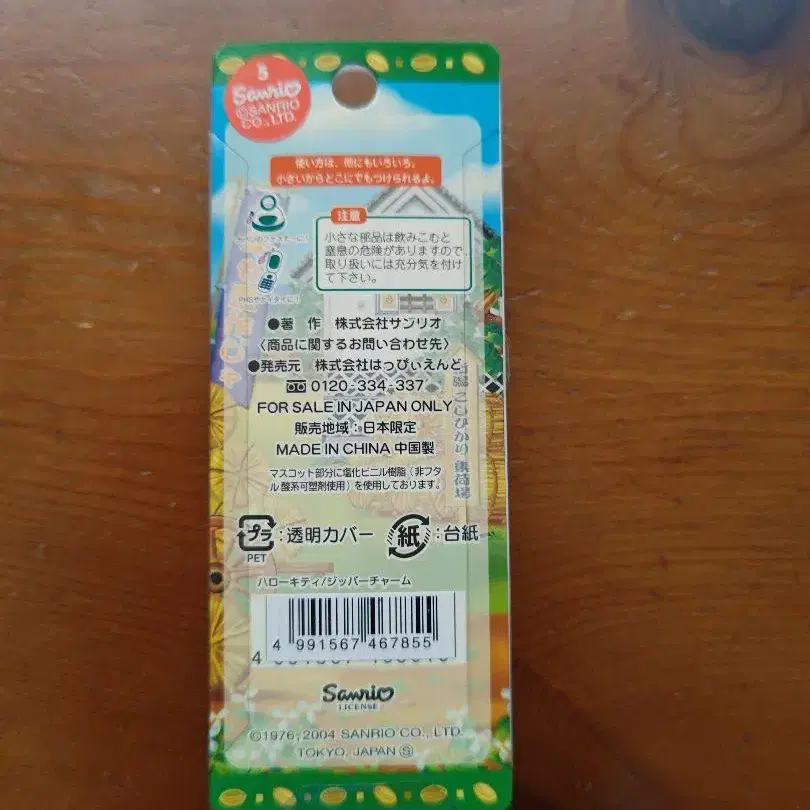 S
Sanrio
©SANRIO
CO., LTD.
使い方は、他にもいろいろ。
小さいからどこにでもつけられるよ。
注意
小さな部品は飲みこむと
窒息の危険がありますので、
取り扱いには充分気を付け
て下さい。
●著 作 株式会社サンリオ
〈商品に関するお問い合わせ先〉
●発売元 株式会社はっぴぃえんど
0120-334-337
FOR SALE IN JAPAN ONLY
販売地域:日本限定
MADE IN CHINA 中国製
マスコット部分に塩化ビニル樹脂(非フタ
ル酸系可塑剤使用)を使用しております。
プラ:透明カバー 紙:台紙
PET
ハローキティ/ジッパーチャーム
4 991567 467855
Sanrio
LICENSE
©1976, 2004 SANRIO CO., LTD.
TOKYO, JAPAN Ⓢ